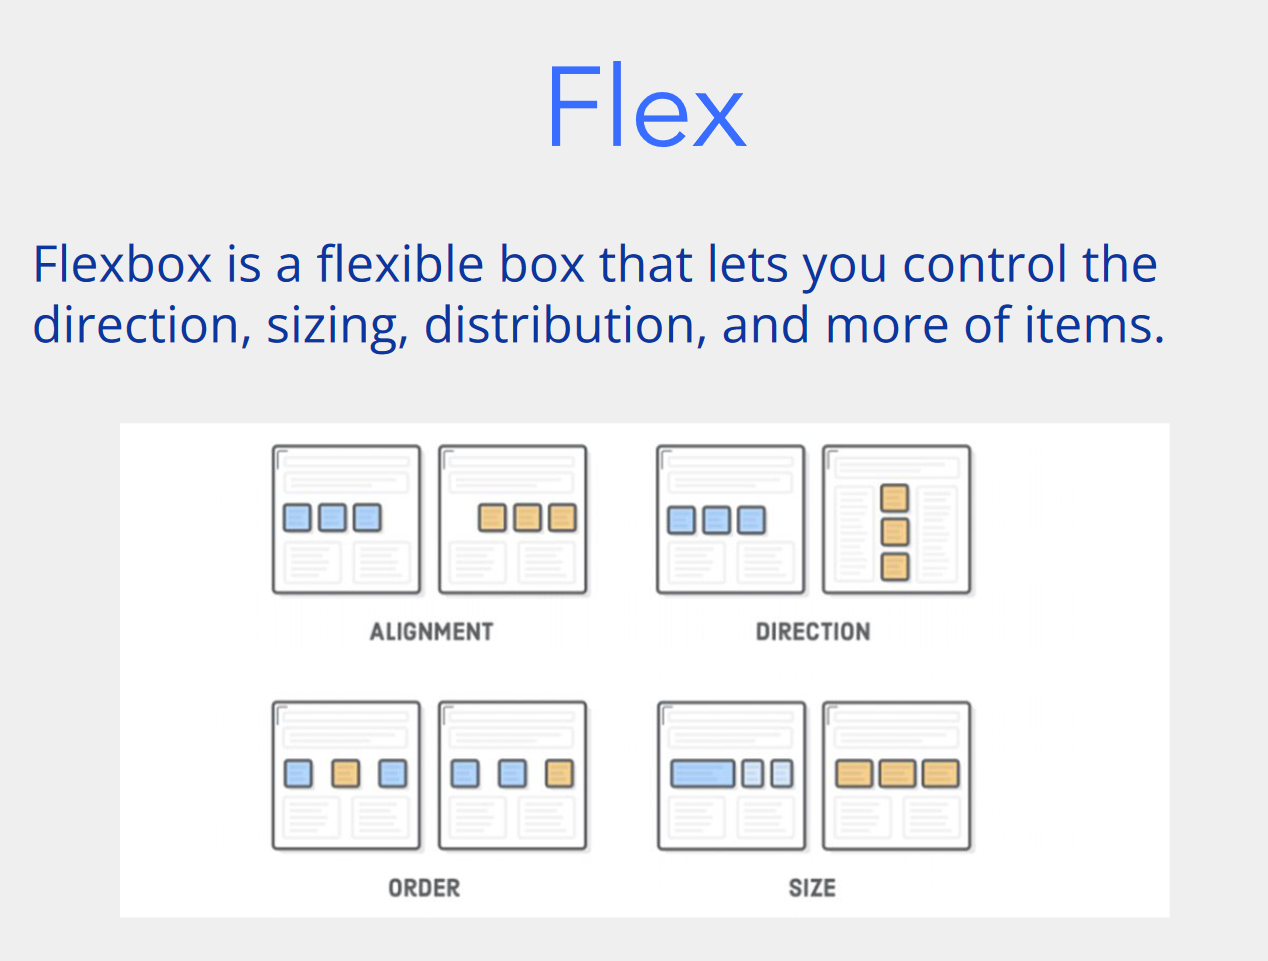 Flex
Flexbox is a flexible box that lets you control the
direction, sizing, distribution, and more of items.
ALIGNMENT
DIRECTION
ORDER
SIZE